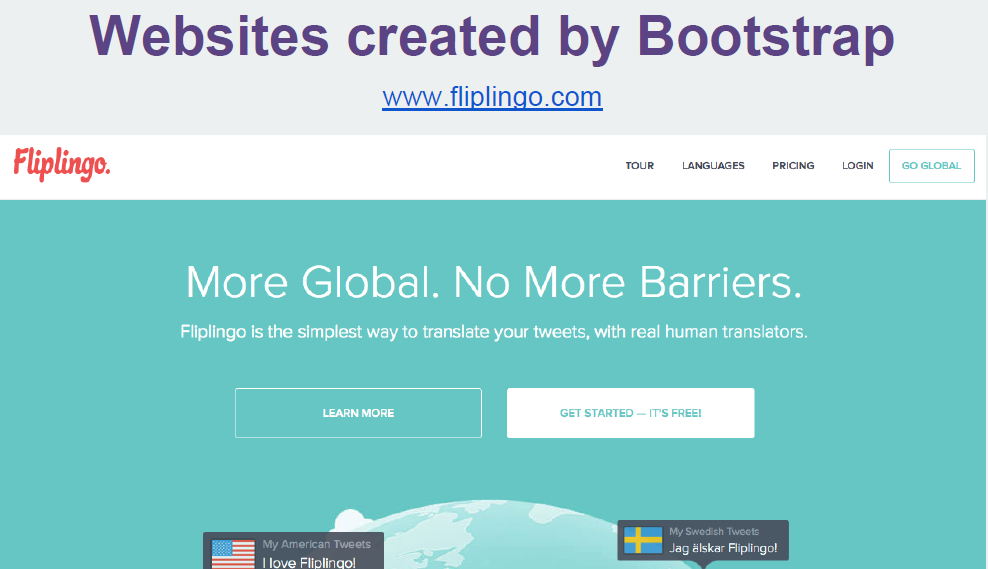 Websites created by Bootstrap
www.fliplingo.com
Fliplingo.
TOUR LANGUAGES PRICING LOGIN GO GLOBAL
More Global. No More Barriers.
Fliplingo is the simplest way to translate your tweets, with real human translators.
LEARN MORE GET STARTED — IT'S FREE!
My Swedish Tweets
Jag älskar Fliplingo!
My American Tweets
I love Fliplingo!